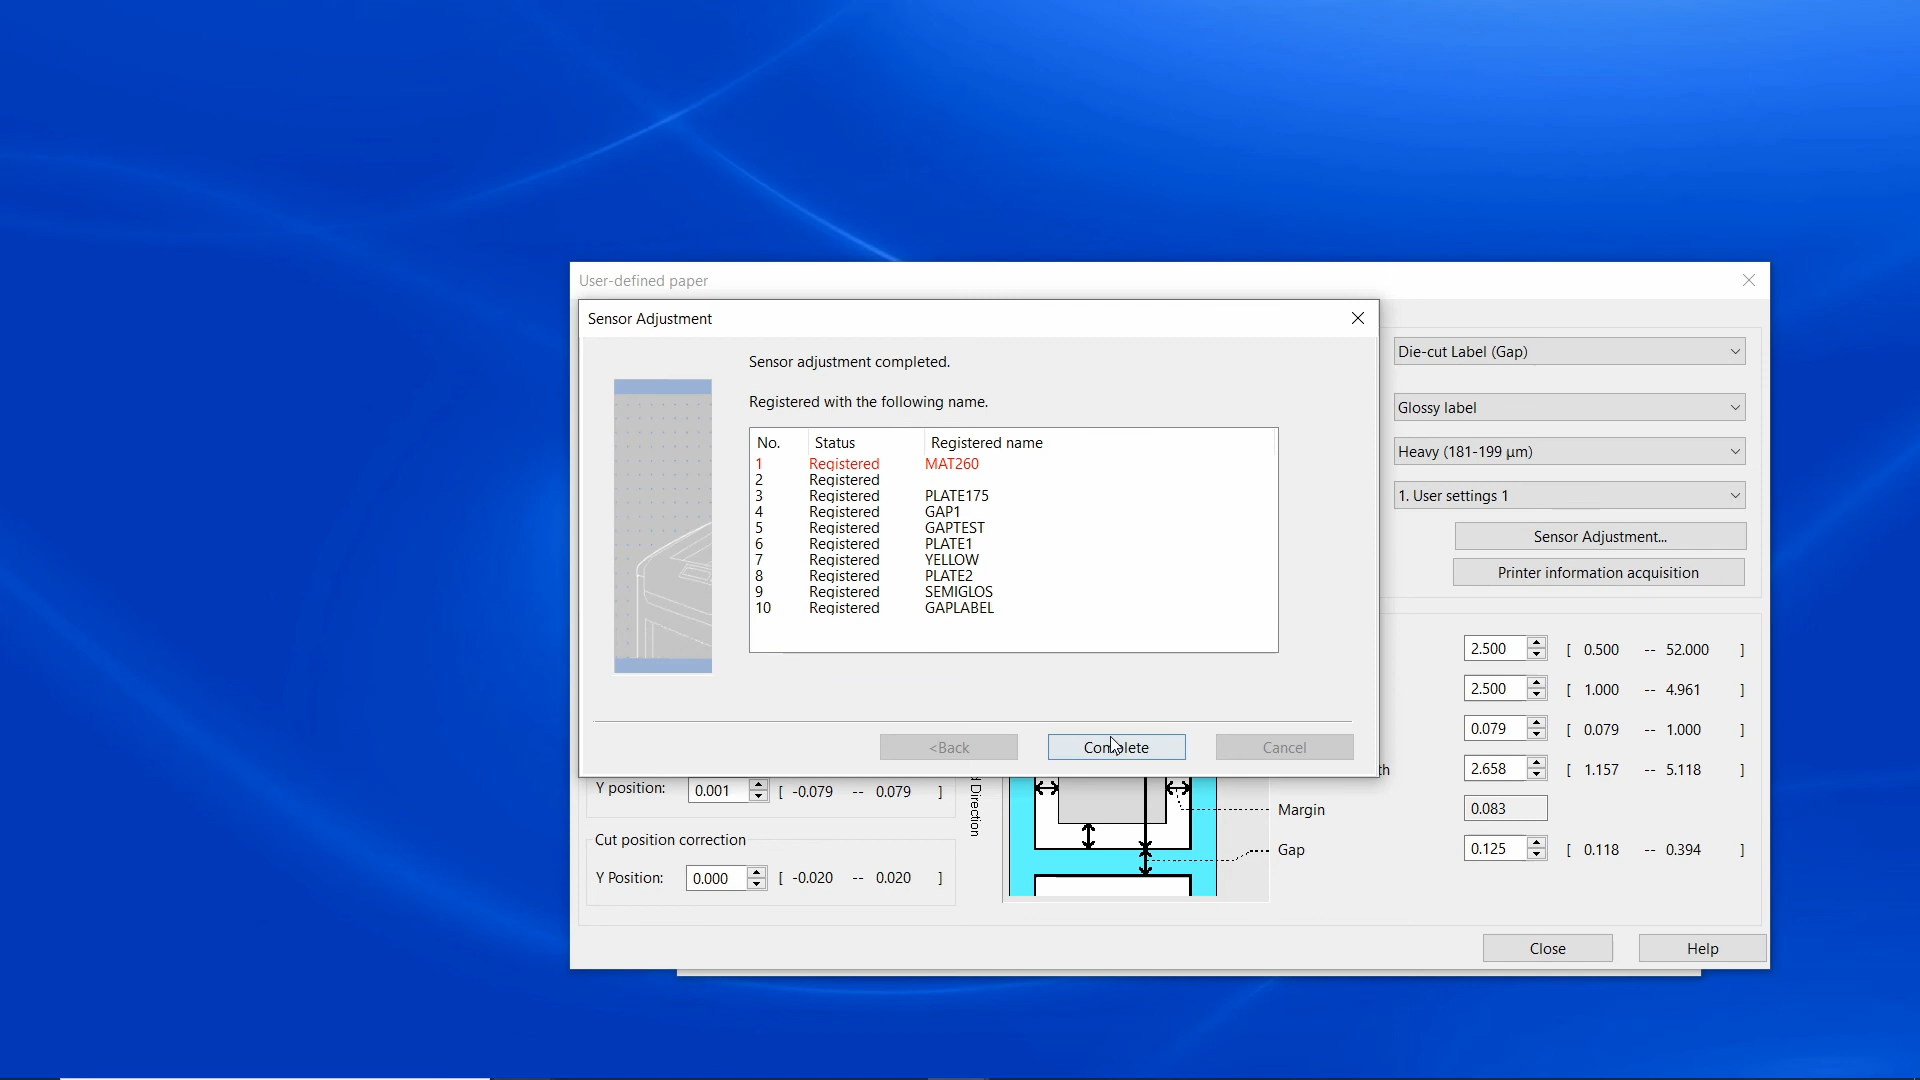 User-defined paper
Sensor Adjustment
Sensor adjustment completed.
Registered with the following name.
No. Status Registered name
1 Registered MAT260
2 Registered
3 Registered PLATE175
4 Registered GAP1
5 Registered GAPTEST
6 Registered PLATE1
7 Registered YELLOW
8 Registered PLATE2
9 Registered SEMIGLOS
10 Registered GAPLABEL
<Back Complete Cancel
Die-cut Label (Gap)
Glossy label
Heavy (181-199 µm)
1. User settings 1
Sensor Adjustment...
Printer information acquisition
2.500 [ 0.500 -- 52.000 ]
2.500 [ 1.000 -- 4.961 ]
0.079 [ 0.079 -- 1.000 ]
th 2.658 [ 1.157 -- 5.118 ]
Y position: 0.001 [ -0.079 -- 0.079 ]
Cut position correction
Y Position: 0.000 [ -0.020 -- 0.020 ]
Direction
Margin 0.083
Gap 0.125 [ 0.118 -- 0.394 ]
Close Help